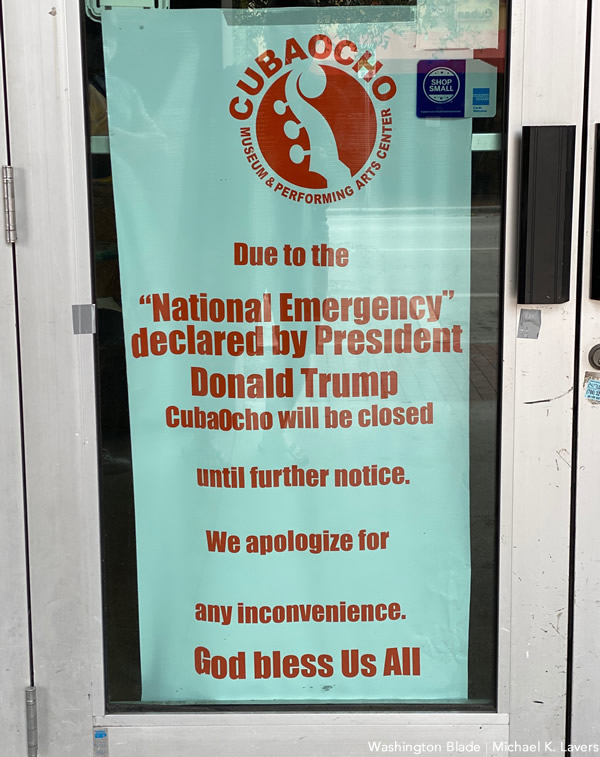 CUBAOCHO
MUSEUM & PERFORMING ARTS CENTER
SHOP
SMALL
Due to the
“National Emergency”
declared by President
Donald Trump
CubaOcho will be closed
until further notice.
We apologize for
any inconvenience.
God bless Us All
Washington Blade | Michael K. Lavers